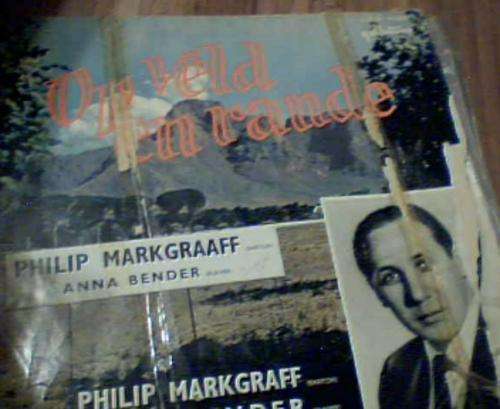 Op veld
en rande
PHILIP MARKGRAAFF
ANNA BENDER
PHILIP MARKGRAFF